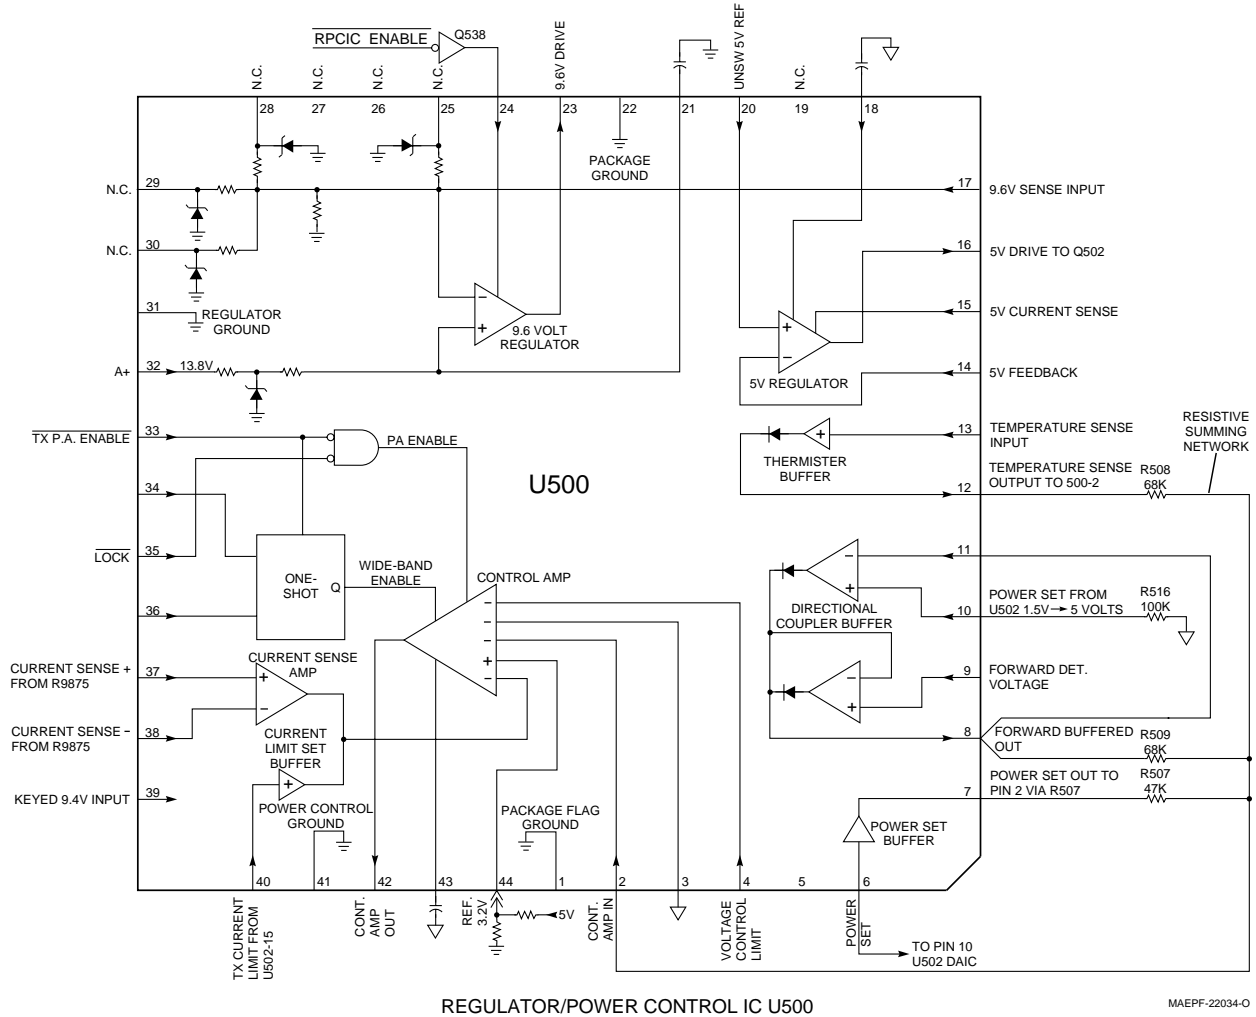 RPCIC ENABLE
Q538
9.6V DRIVE
UNSW 5V REF
N.C.
N.C.
N.C.
N.C.
N.C.
28
27
26
25
24
23
22
21
20
19
18
PACKAGE
GROUND
N.C.
29
17
9.6V SENSE INPUT
N.C.
30
16
5V DRIVE TO Q502
31
REGULATOR
GROUND
15
5V CURRENT SENSE
−
+
9.6 VOLT
REGULATOR
+
−
5V REGULATOR
A+
32
13.8V
14
5V FEEDBACK
TX P.A. ENABLE
33
PA ENABLE
+
THERMISTER
BUFFER
13
TEMPERATURE SENSE
INPUT
RESISTIVE
SUMMING
NETWORK
U500
34
12
TEMPERATURE SENSE
OUTPUT TO 500-2
R508
68K
LOCK
35
ONE-
SHOT
Q
WIDE-BAND
ENABLE
CONTROL AMP
−
−
−
+
−
−
+
DIRECTIONAL
COUPLER BUFFER
11
36
10
POWER SET FROM
U502 1.5V → 5 VOLTS
R516
100K
CURRENT SENSE +
FROM R9875
37
CURRENT SENSE
AMP
+
−
−
+
9
FORWARD DET.
VOLTAGE
CURRENT SENSE −
FROM R9875
38
CURRENT
LIMIT SET
BUFFER
+
8
FORWARD BUFFERED
OUT
R509
68K
KEYED 9.4V INPUT
39
POWER CONTROL
GROUND
PACKAGE FLAG
GROUND
7
POWER SET OUT TO
PIN 2 VIA R507
R507
47K
POWER SET
BUFFER
40
41
42
43
44
1
2
3
4
5
6
TX CURRENT
LIMIT FROM
U502-15
CONT.
AMP
OUT
REF.
3.2V
5V
CONT.
AMP IN
VOLTAGE
CONTROL
LIMIT
POWER
SET
TO PIN 10
U502 DAIC
REGULATOR/POWER CONTROL IC U500
MAEPF-22034-O